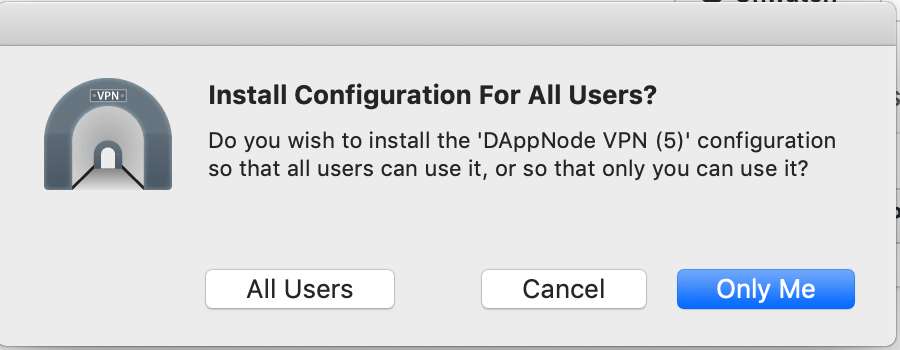 VPN
Install Configuration For All Users?
Do you wish to install the 'DAppNode VPN (5)' configuration
so that all users can use it, or so that only you can use it?
All Users
Cancel
Only Me